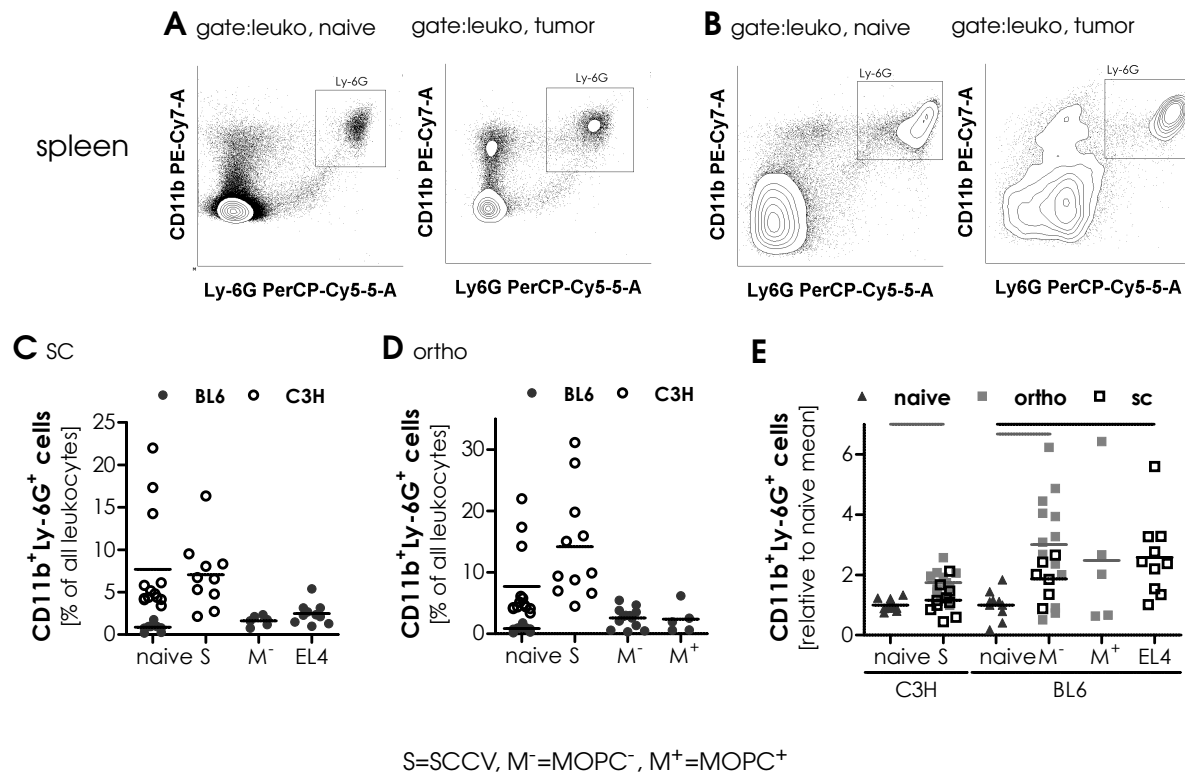 A gate:leuko, naive
gate:leuko, tumor
B gate:leuko, naive
gate:leuko, tumor
spleen
CD11b PE-Cy7-A
Ly-6G
Ly-6G PerCP-Cy5-5-A
CD11b PE-Cy7-A
Ly-6G
Ly6G PerCP-Cy5-5-A
CD11b PE-Cy7-A
Ly-6G
Ly6G PerCP-Cy5-5-A
CD11b PE-Cy7-A
Ly-6G
Ly6G PerCP-Cy5-5-A
C SC
BL6 C3H
CD11b⁺Ly-6G⁺ cells
[% of all leukocytes]
25
20
15
10
5
0
naive S M⁻ EL4
D ortho
BL6 C3H
CD11b⁺Ly-6G⁺ cells
[% of all leukocytes]
30
20
10
0
naive S M⁻ M⁺
E
naive ortho sc
CD11b⁺Ly-6G⁺ cells
[relative to naive mean]
6
4
2
0
naive S naive M⁻ M⁺ EL4
C3H BL6
S=SCCV, M⁻=MOPC⁻, M⁺=MOPC⁺